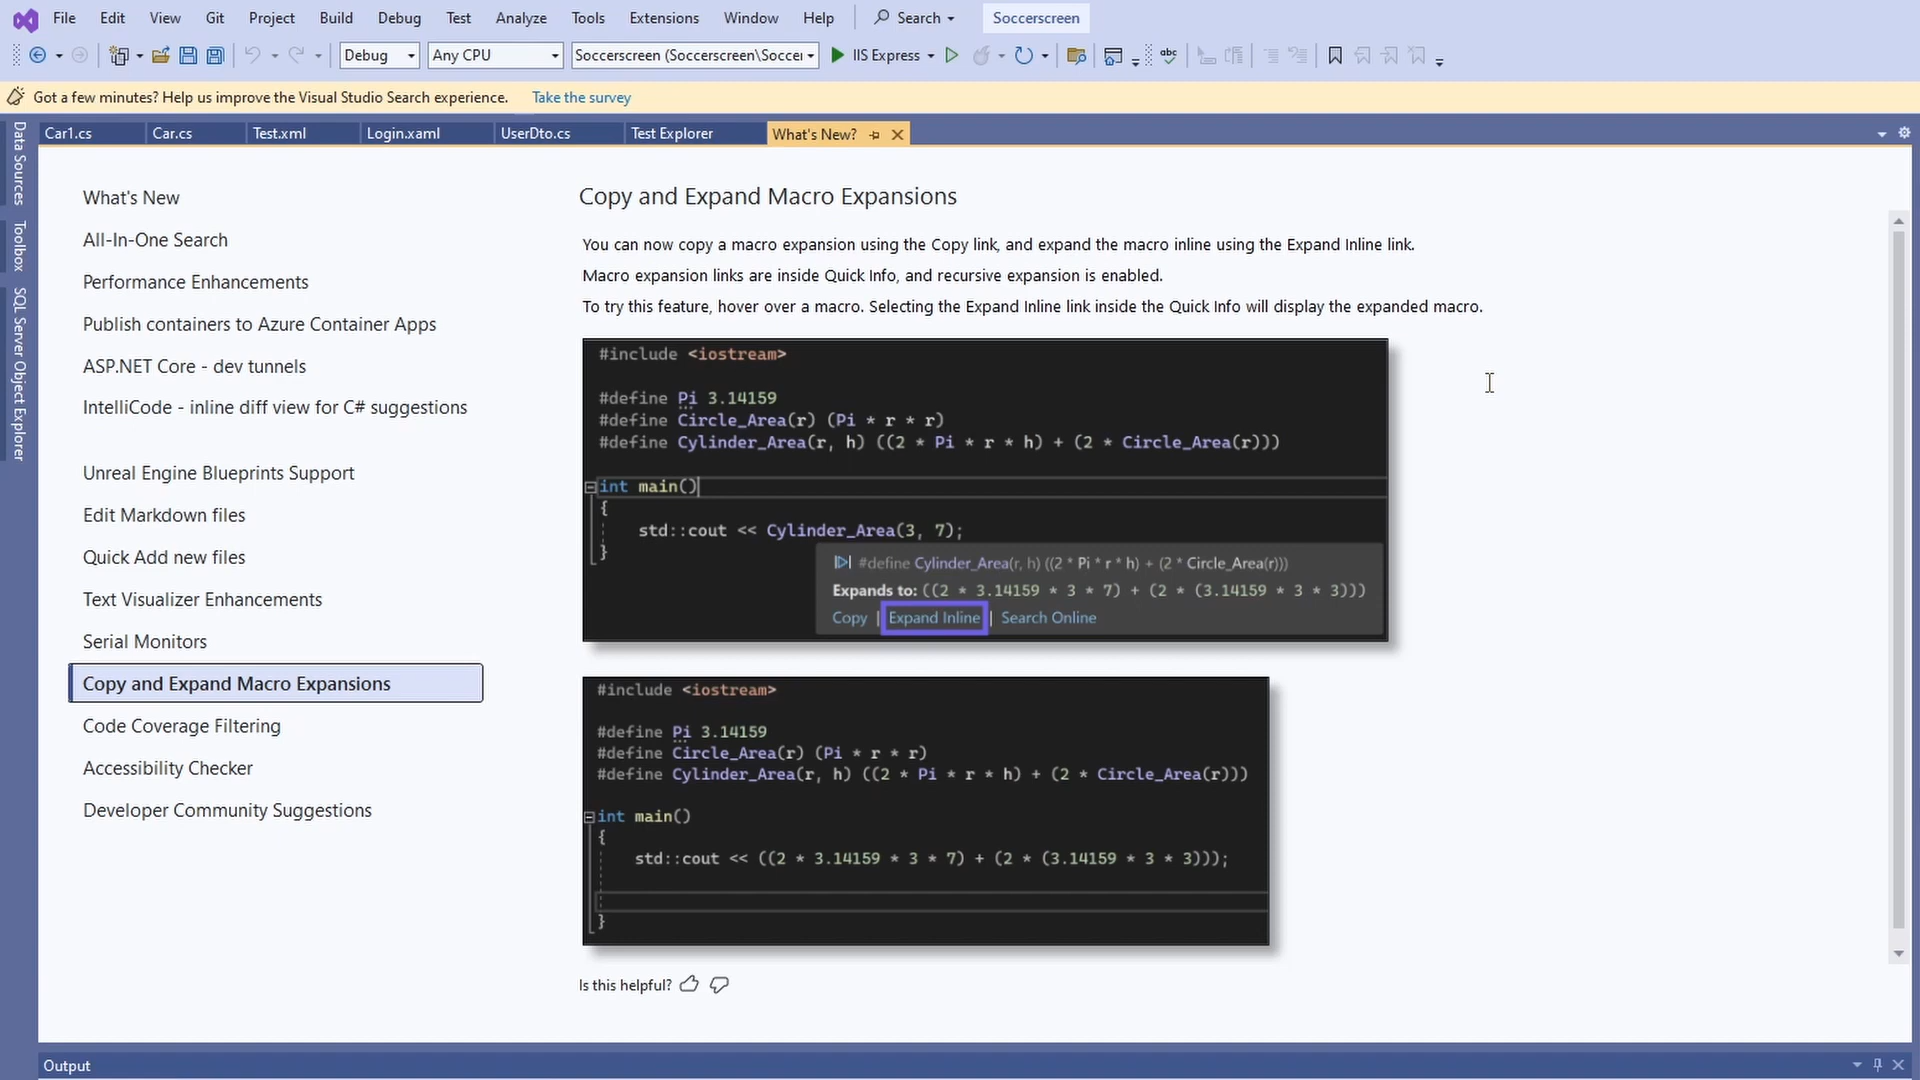 File Edit View Git Project Build Debug Test Analyze Tools Extensions Window Help Search Soccerscreen
Debug Any CPU Soccerscreen (Soccerscreen\Soccer IIS Express abc
Got a few minutes? Help us improve the Visual Studio Search experience. Take the survey
Car1.cs Car.cs Test.xml Login.xaml UserDto.cs Test Explorer What's New?
Data Sources
Toolbox
SQL Server Object Explorer
What's New
All-In-One Search
Performance Enhancements
Publish containers to Azure Container Apps
ASP.NET Core - dev tunnels
IntelliCode - inline diff view for C# suggestions
Unreal Engine Blueprints Support
Edit Markdown files
Quick Add new files
Text Visualizer Enhancements
Serial Monitors
Copy and Expand Macro Expansions
Code Coverage Filtering
Accessibility Checker
Developer Community Suggestions
Copy and Expand Macro Expansions
You can now copy a macro expansion using the Copy link, and expand the macro inline using the Expand Inline link.
Macro expansion links are inside Quick Info, and recursive expansion is enabled.
To try this feature, hover over a macro. Selecting the Expand Inline link inside the Quick Info will display the expanded macro.
#include <iostream>
#define Pi 3.14159
#define Circle_Area(r) (Pi * r * r)
#define Cylinder_Area(r, h) ((2 * Pi * r * h) + (2 * Circle_Area(r)))
int main()
{
std::cout << Cylinder_Area(3, 7);
}
#define Cylinder_Area(r, h) ((2 * Pi * r * h) + (2 * Circle_Area(r)))
Expands to: ((2 * 3.14159 * 3 * 7) + (2 * (3.14159 * 3 * 3)))
Copy | Expand Inline | Search Online
#include <iostream>
#define Pi 3.14159
#define Circle_Area(r) (Pi * r * r)
#define Cylinder_Area(r, h) ((2 * Pi * r * h) + (2 * Circle_Area(r)))
int main()
{
std::cout << ((2 * 3.14159 * 3 * 7) + (2 * (3.14159 * 3 * 3)));
}
Is this helpful?
Output